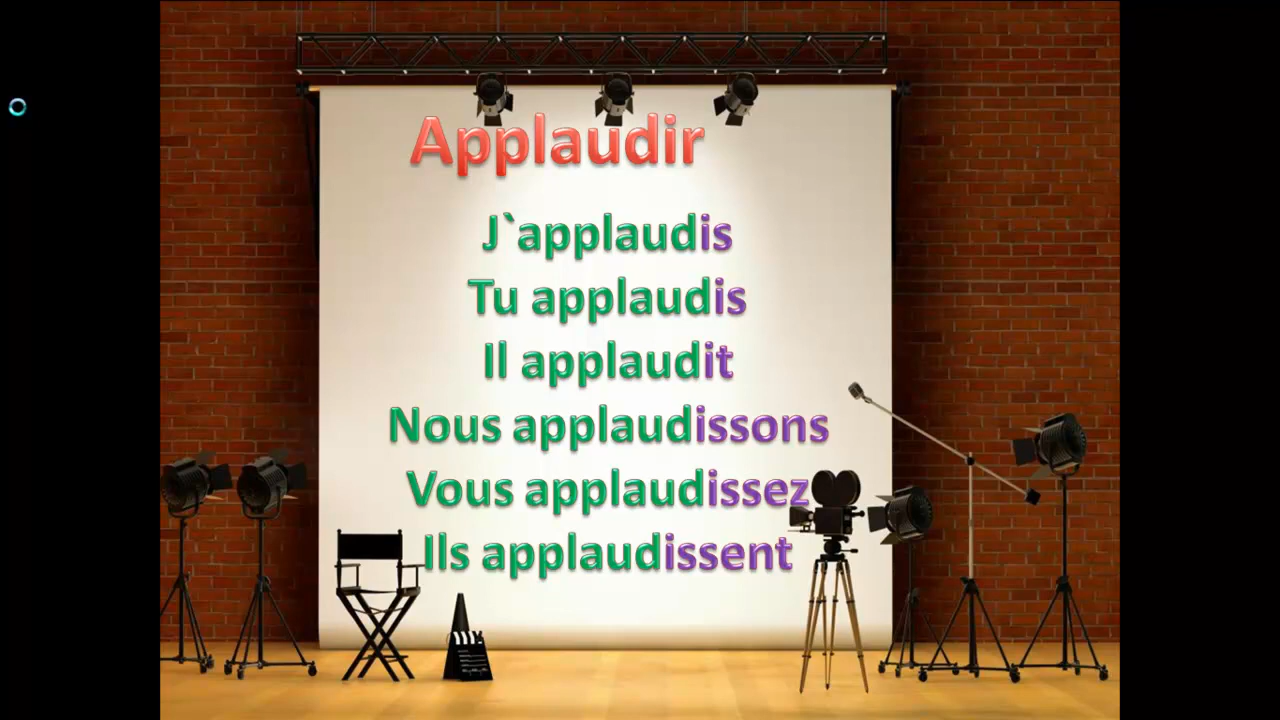 Applaudir
J`applaudis
Tu applaudis
Il applaudit
Nous applaudissons
Vous applaudissez
Ils applaudissent